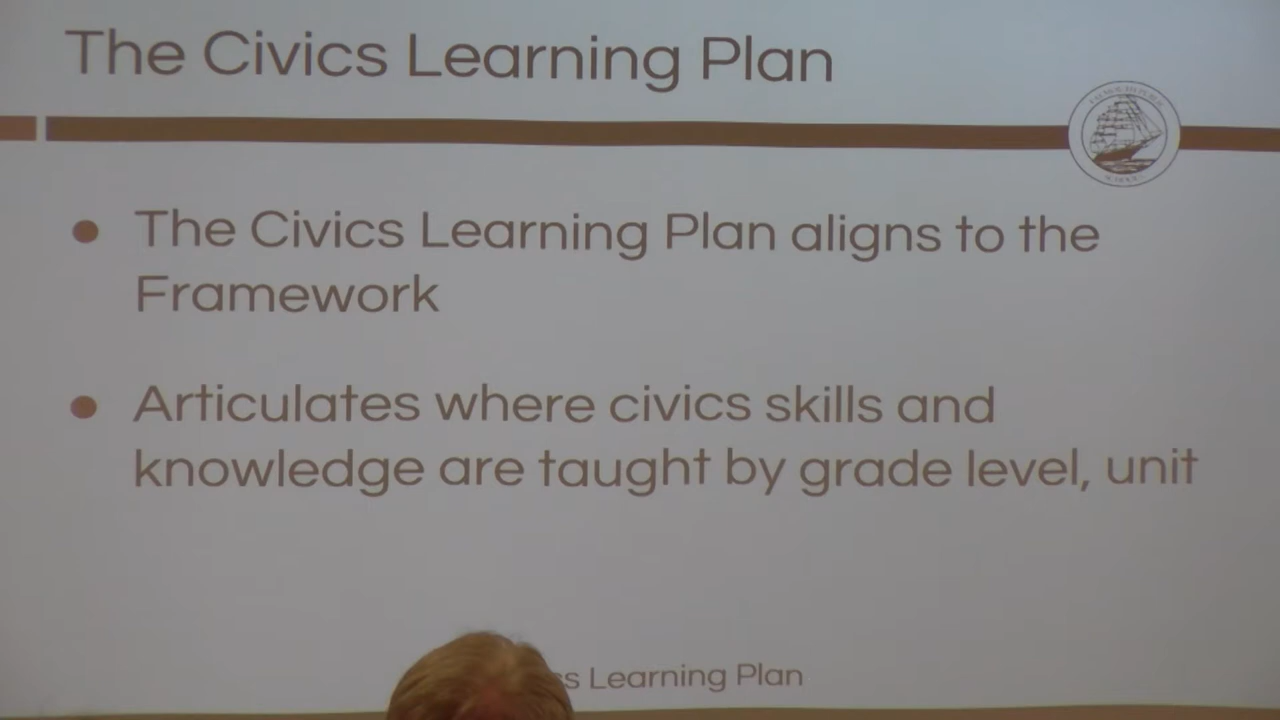 The Civics Learning Plan
The Civics Learning Plan aligns to the
Framework
Articulates where civics skills and
knowledge are taught by grade level, unit
Learning Plan